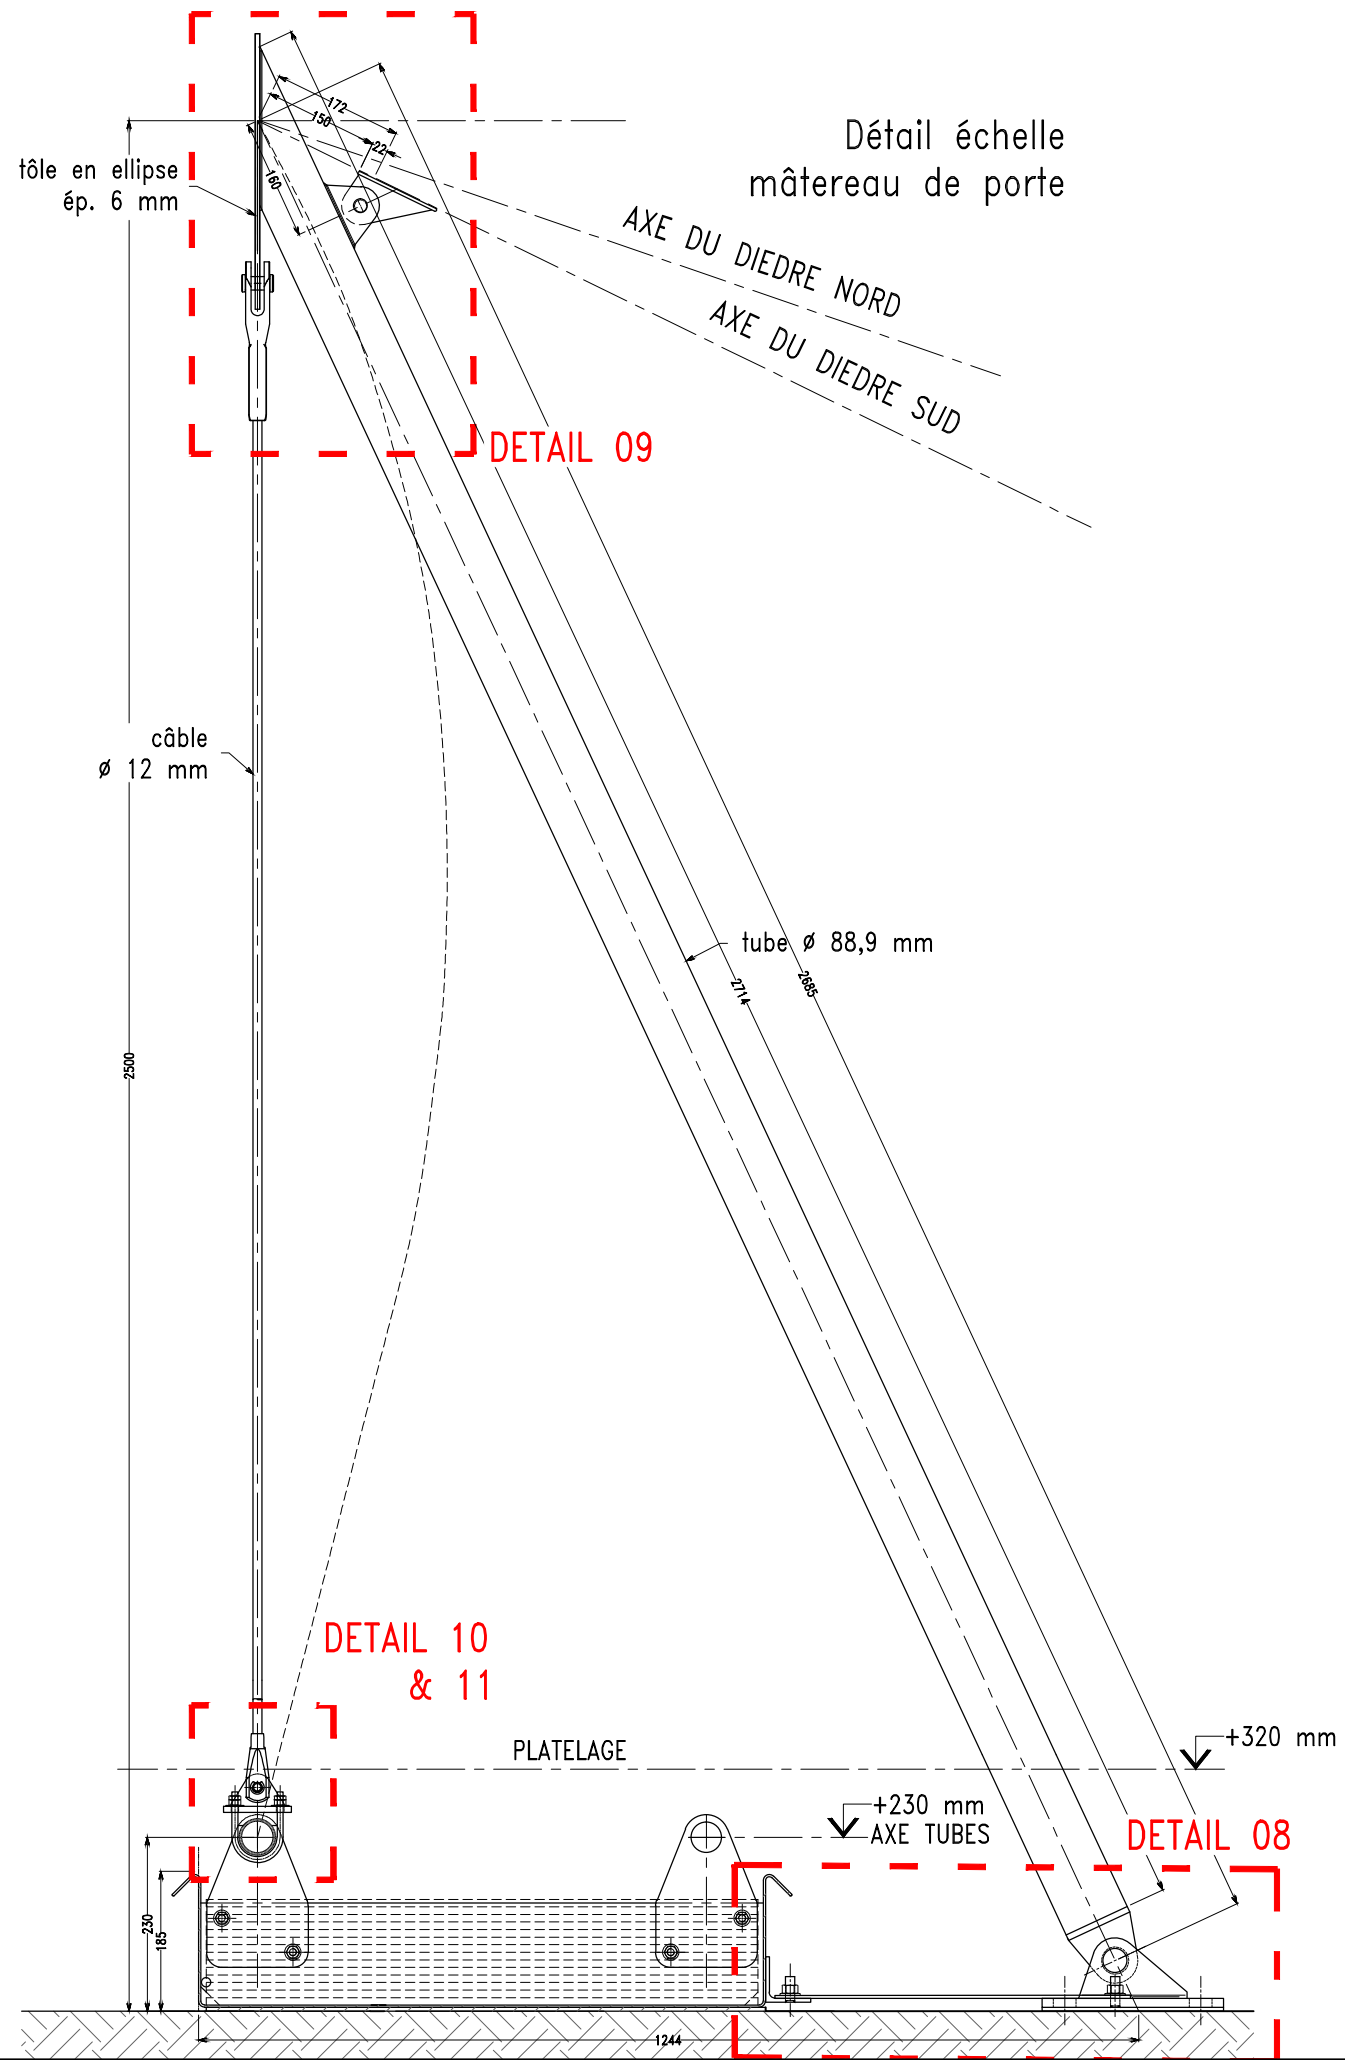 172
150
22
160
Détail échelle
mâtereau de porte
tôle en ellipse
ép. 6 mm
AXE DU DIEDRE NORD
AXE DU DIEDRE SUD
DETAIL 09
câble
ø 12 mm
tube ø 88,9 mm
2714
2685
2500
DETAIL 10
& 11
PLATELAGE
+320 mm
+230 mm
AXE TUBES
DETAIL 08
230
185
1244